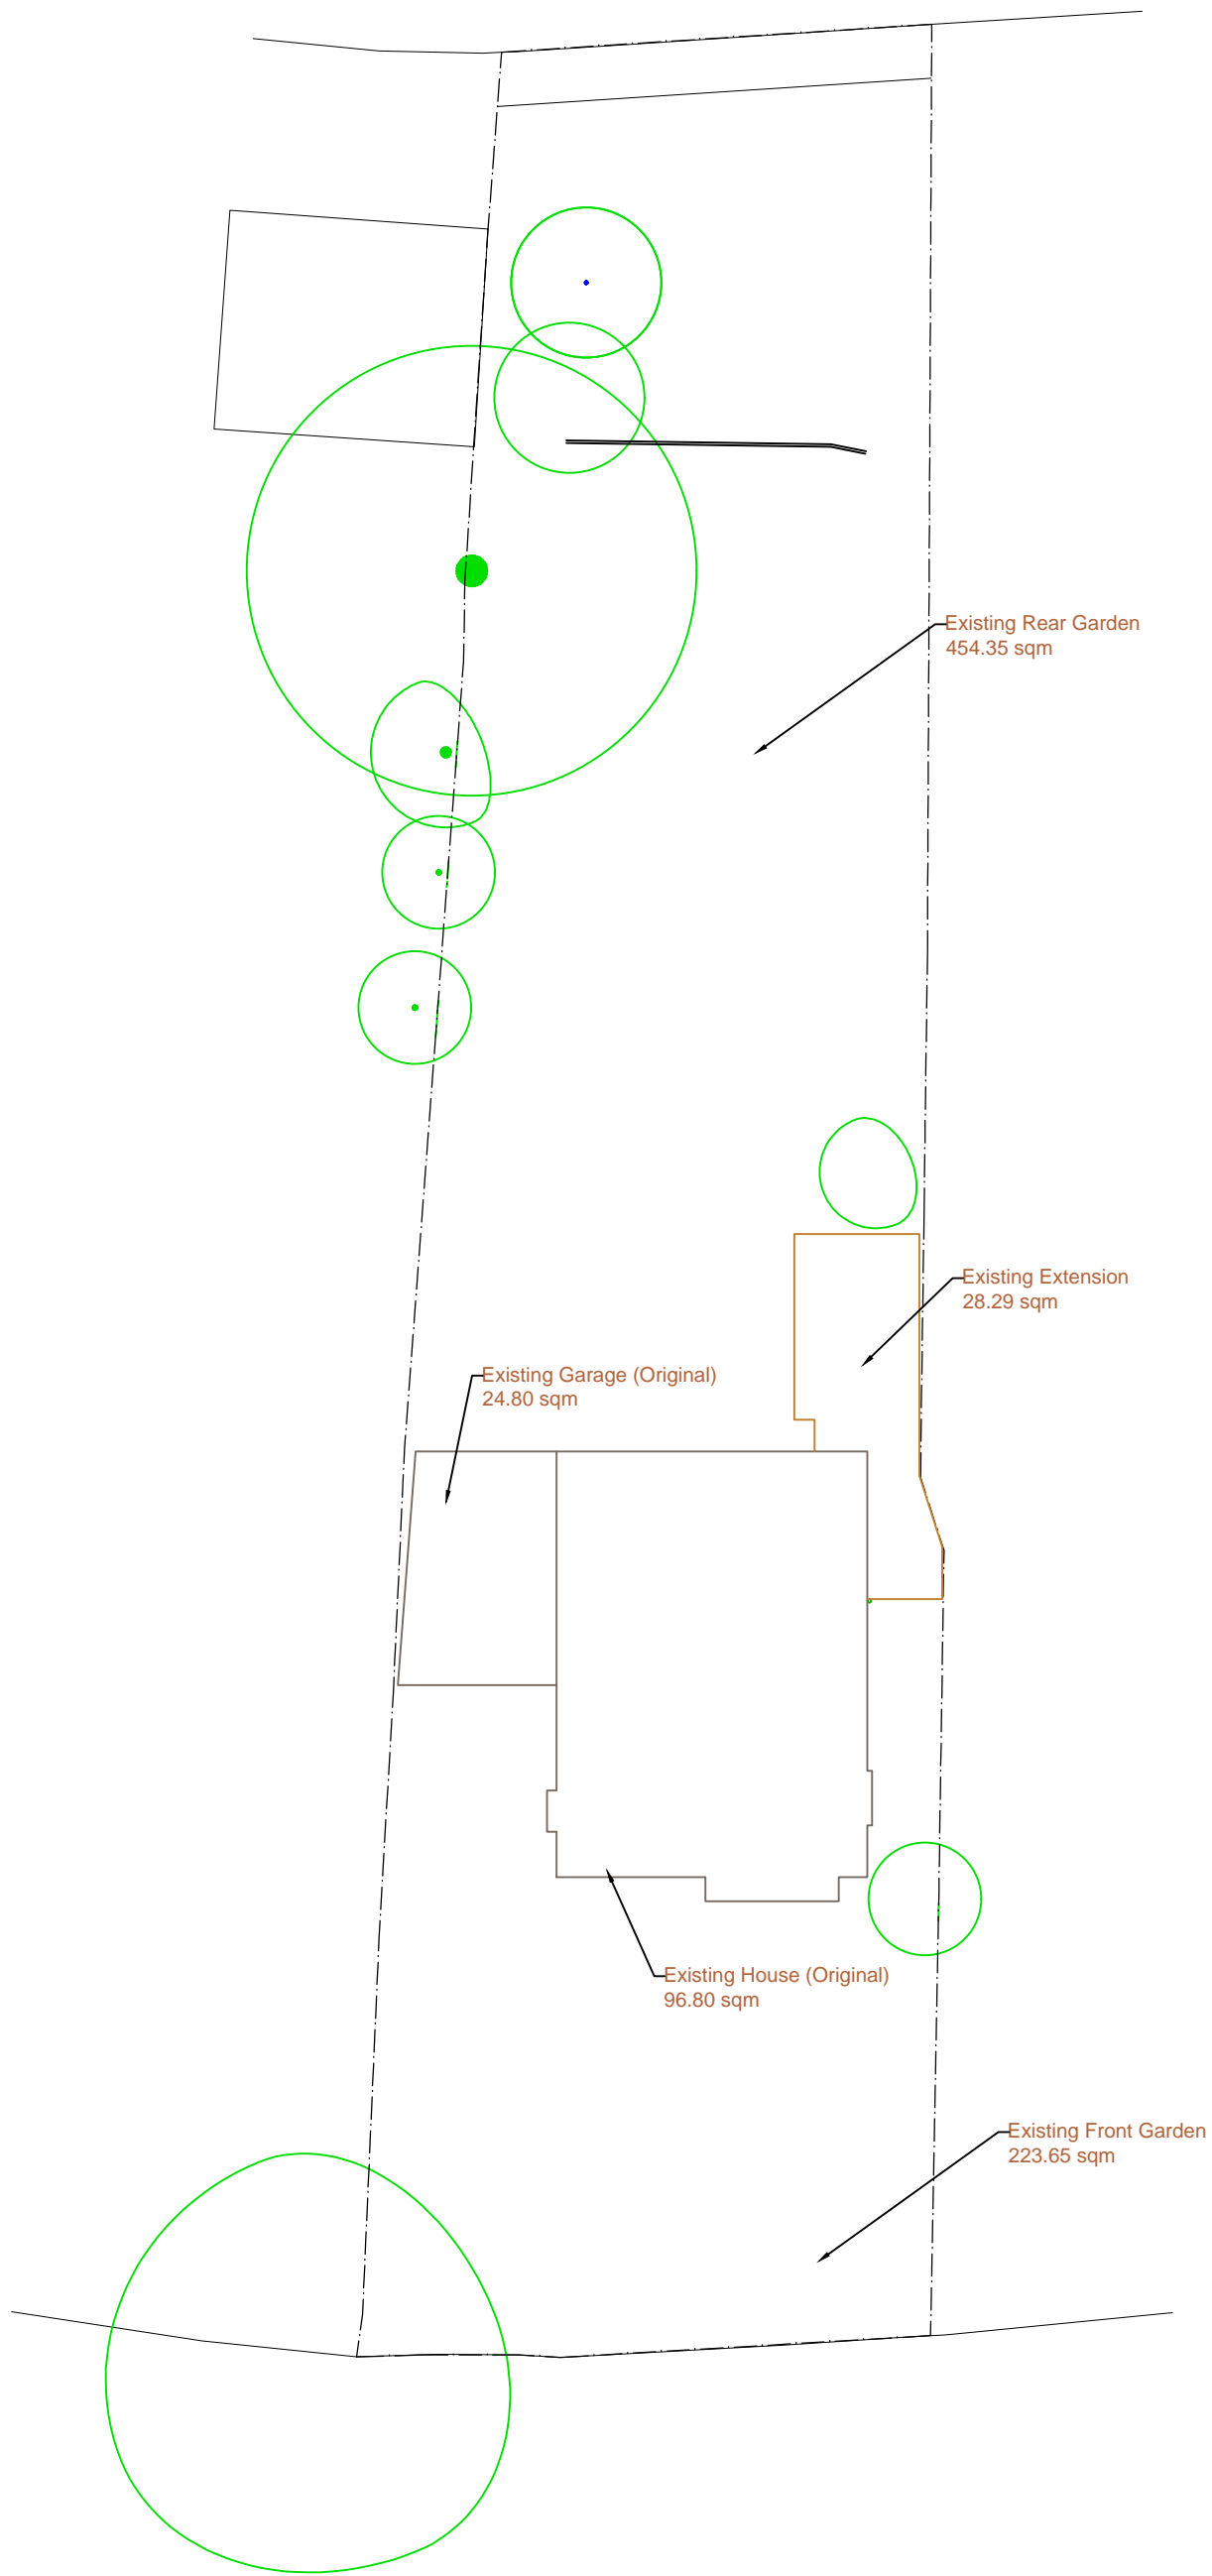 Existing Rear Garden
454.35 sqm
Existing Extension
28.29 sqm
Existing Garage (Original)
24.80 sqm
Existing House (Original)
96.80 sqm
Existing Front Garden
223.65 sqm